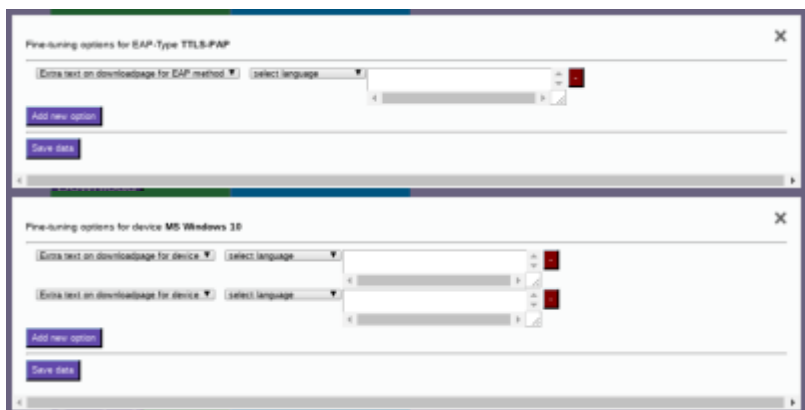 Fine-tuning options for EAP-Type TTLS-PAP
Extra text on downloadpage for EAP method select language
-
Add new option
Save data
Fine-tuning options for device MS Windows 10
Extra text on downloadpage for device select language
-
Extra text on downloadpage for device select language
-
Add new option
Save data